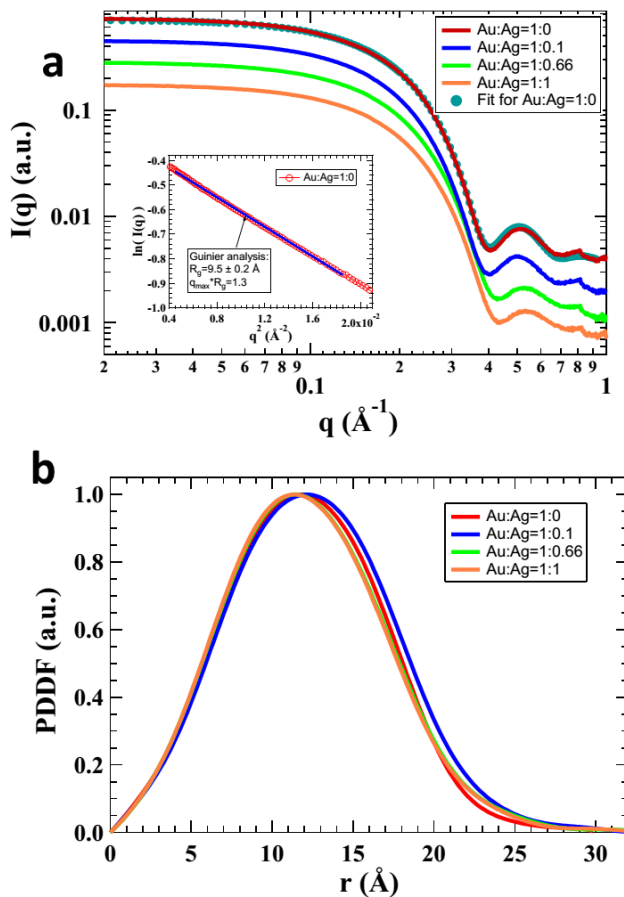 a
I(q) (a.u.)
0.1
0.01
0.001
Au:Ag=1:0
Au:Ag=1:0.1
Au:Ag=1:0.66
Au:Ag=1:1
Fit for Au:Ag=1:0
ln( I(q) )
-0.4
-0.5
-0.6
-0.7
-0.8
-0.9
-1.0
Au:Ag=1:0
Guinier analysis:
Rg=9.5 ± 0.2 Å
qmax*Rg=1.3
0.4 0.8 1.2 1.6 2.0x10⁻²
q² (Å⁻²)
2 3 4 5 6 7 8 9 2 3 4 5 6 7 8 9
0.1 1
q (Å⁻¹)
b
PDDF (a.u.)
1.0
0.8
0.6
0.4
0.2
0.0
Au:Ag=1:0
Au:Ag=1:0.1
Au:Ag=1:0.66
Au:Ag=1:1
0 5 10 15 20 25 30
r (Å)